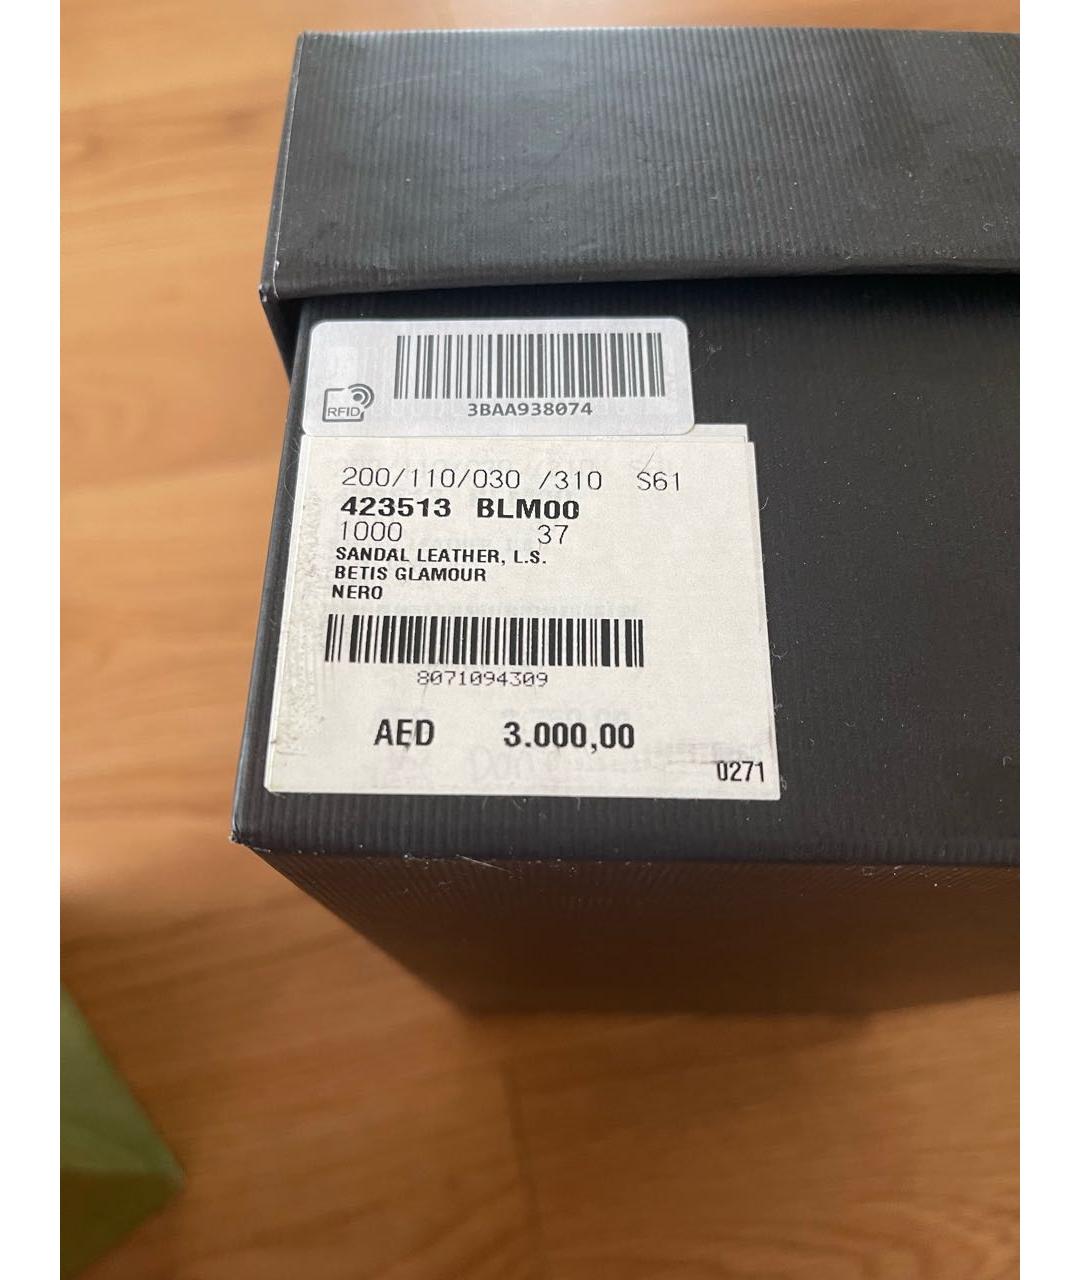 RFID
3BAA938074
200/110/030 /310 S61
423513 BLM00
1000 37
SANDAL LEATHER, L.S.
BETIS GLAMOUR
NERO
8071094309
AED 3.000,00
0271